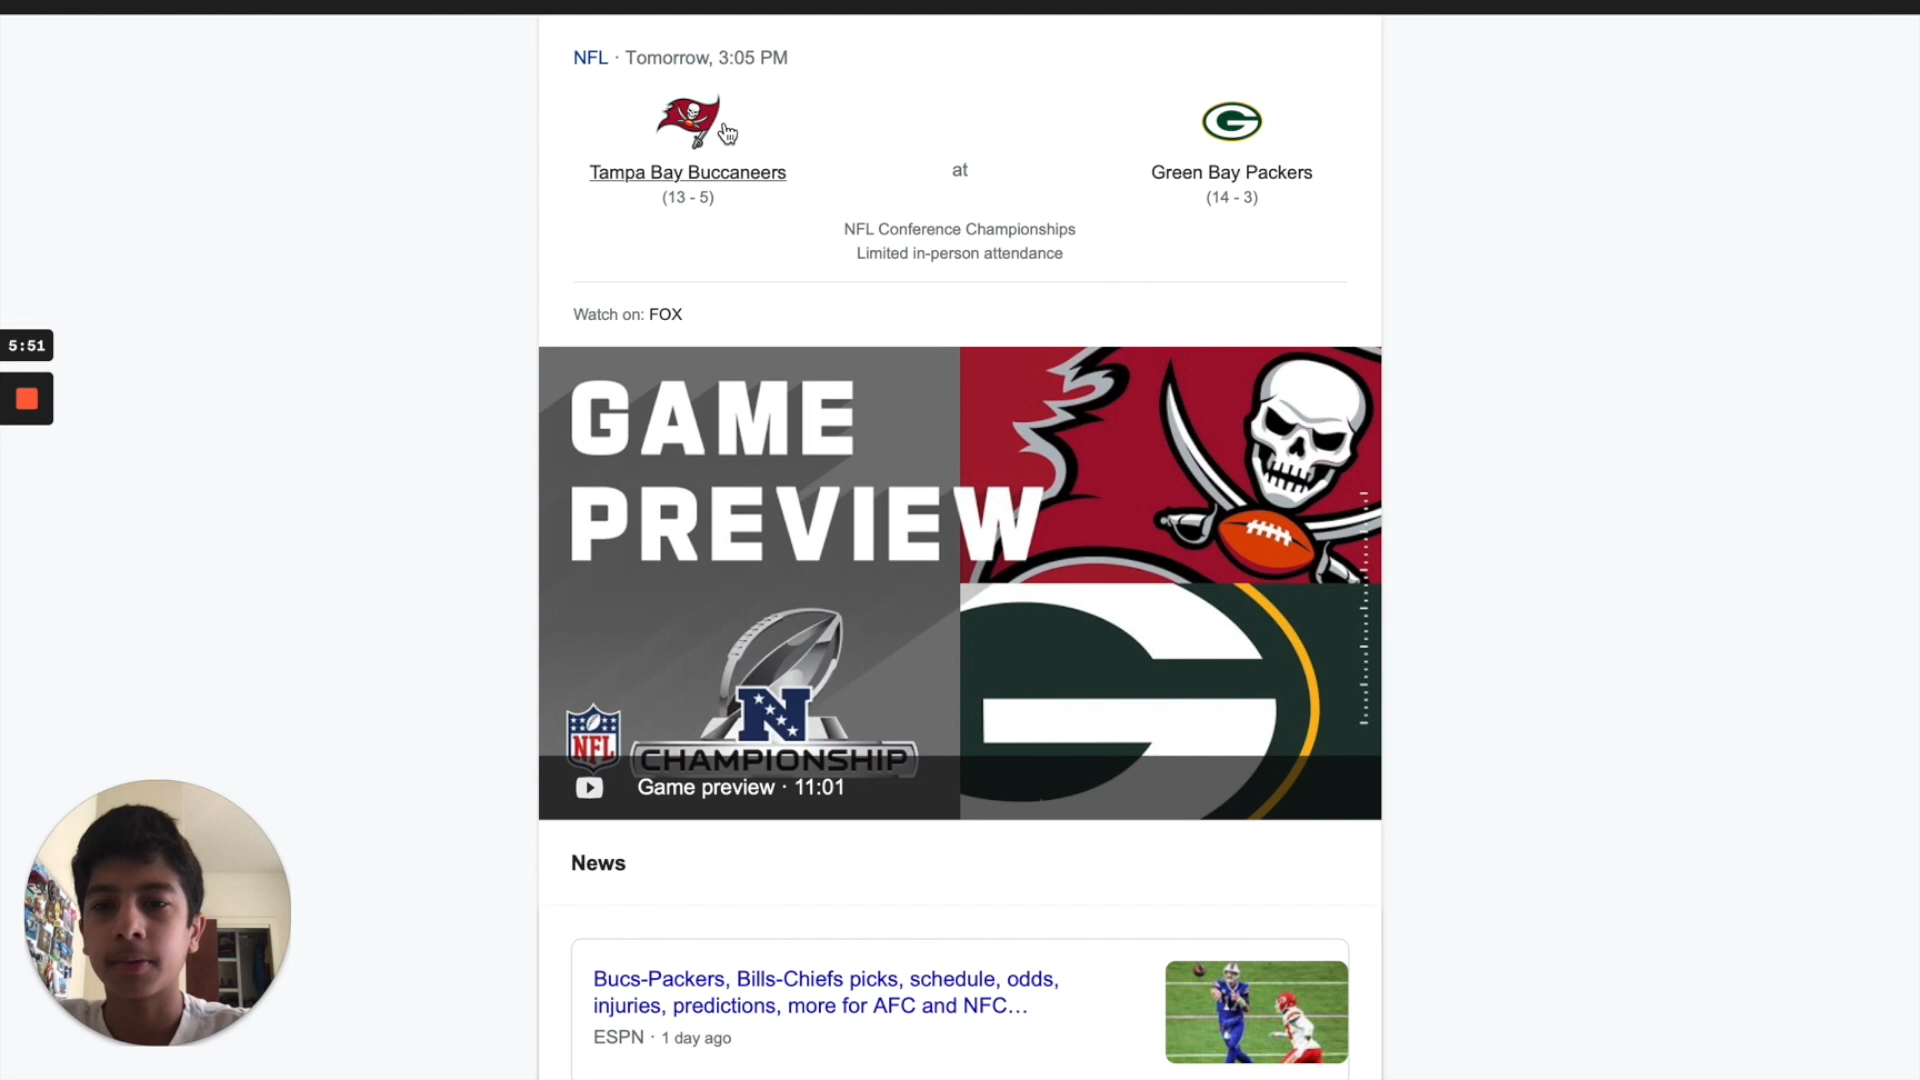 NFL · Tomorrow, 3:05 PM
Tampa Bay Buccaneers
(13 - 5)
at
G
Green Bay Packers
(14 - 3)
NFL Conference Championships
Limited in-person attendance
Watch on: FOX
5:51
GAME
PREVIEW
G
N
NFL
CHAMPIONSHIP
Game preview · 11:01
News
Bucs-Packers, Bills-Chiefs picks, schedule, odds,
injuries, predictions, more for AFC and NFC...
ESPN · 1 day ago